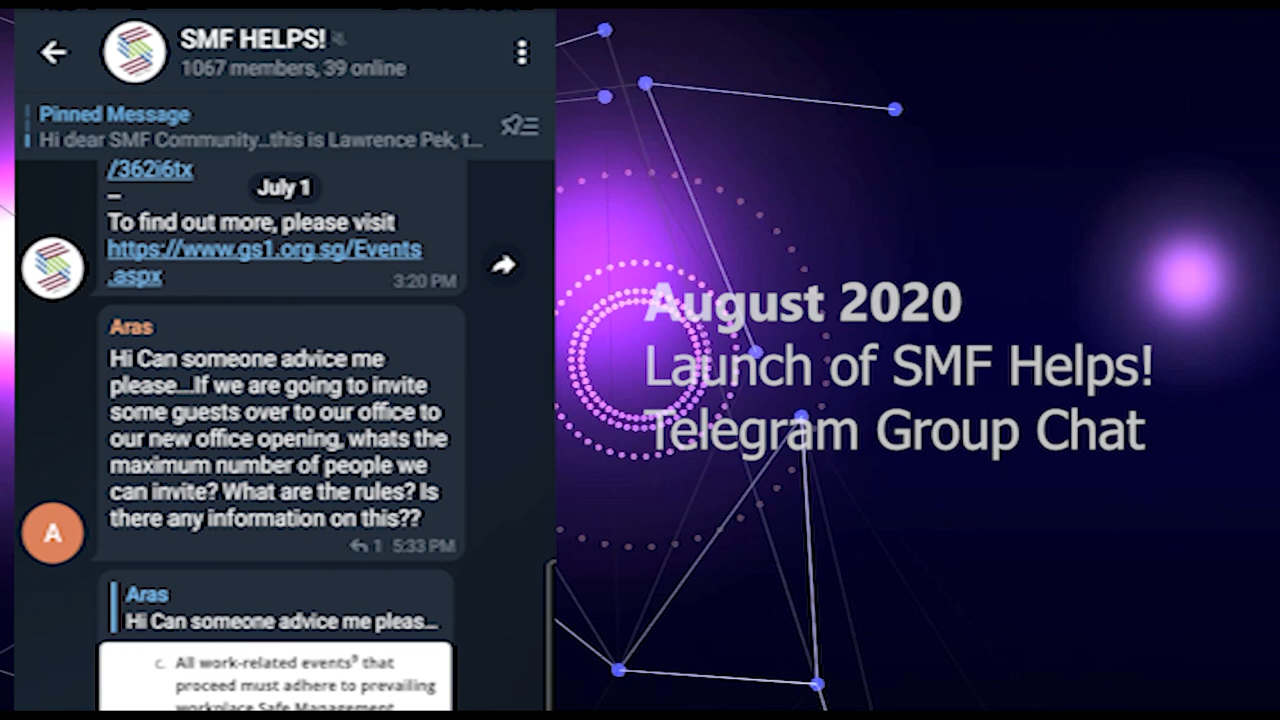 SMF HELPS!
1067 members, 39 online
Pinned Message
Hi dear SMF Community...this is Lawrence Pek, t...
/362i6tx
July 1
–
To find out more, please visit
https://www.gs1.org.sg/Events
.aspx
3:20 PM
Aras
Hi Can someone advice me
please....If we are going to invite
some guests over to our office to
our new office opening, whats the
maximum number of people we
can invite? What are the rules? Is
there any information on this??
1 5:33 PM
A
Aras
Hi Can someone advice me pleas...
c. All work-related events⁹ that
proceed must adhere to prevailing
workplace Safe Management
August 2020
Launch of SMF Helps!
Telegram Group Chat